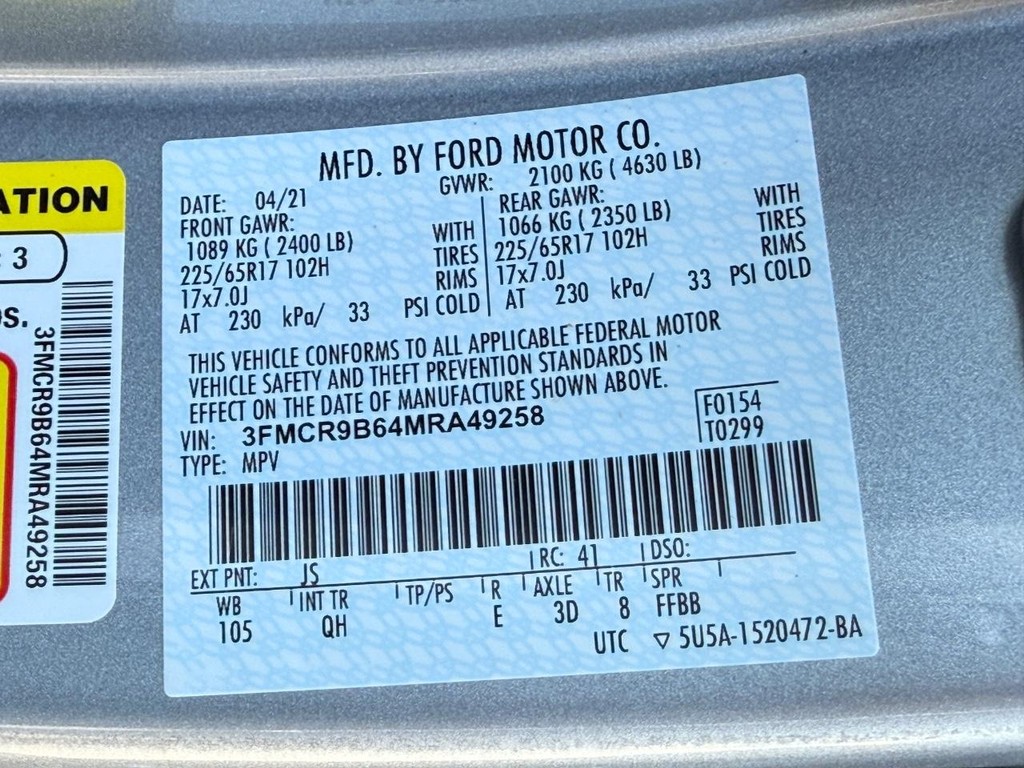 MFD. BY FORD MOTOR CO.
DATE: 04/21 GVWR: 2100 KG ( 4630 LB)
FRONT GAWR: REAR GAWR:
1089 KG ( 2400 LB) WITH 1066 KG ( 2350 LB) WITH
225/65R17 102H TIRES 225/65R17 102H TIRES
17x7.0J RIMS 17x7.0J RIMS
AT 230 kPa/ 33 PSI COLD AT 230 kPa/ 33 PSI COLD
THIS VEHICLE CONFORMS TO ALL APPLICABLE FEDERAL MOTOR
VEHICLE SAFETY AND THEFT PREVENTION STANDARDS IN
EFFECT ON THE DATE OF MANUFACTURE SHOWN ABOVE.
VIN: 3FMCR9B64MRA49258
TYPE: MPV
F0154
T0299
EXT PNT: JS RC: 41 DSO:
WB INT TR TP/PS R AXLE TR SPR
105 QH E 3D 8 FFBB
UTC ▽ 5U5A-1520472-BA
ATION
: 3
s.
3FMCR9B64MRA49258